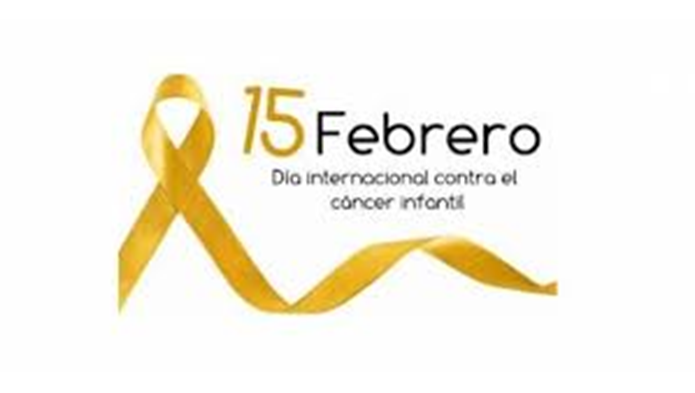 15 Febrero
Día internacional contra el
cáncer infantil